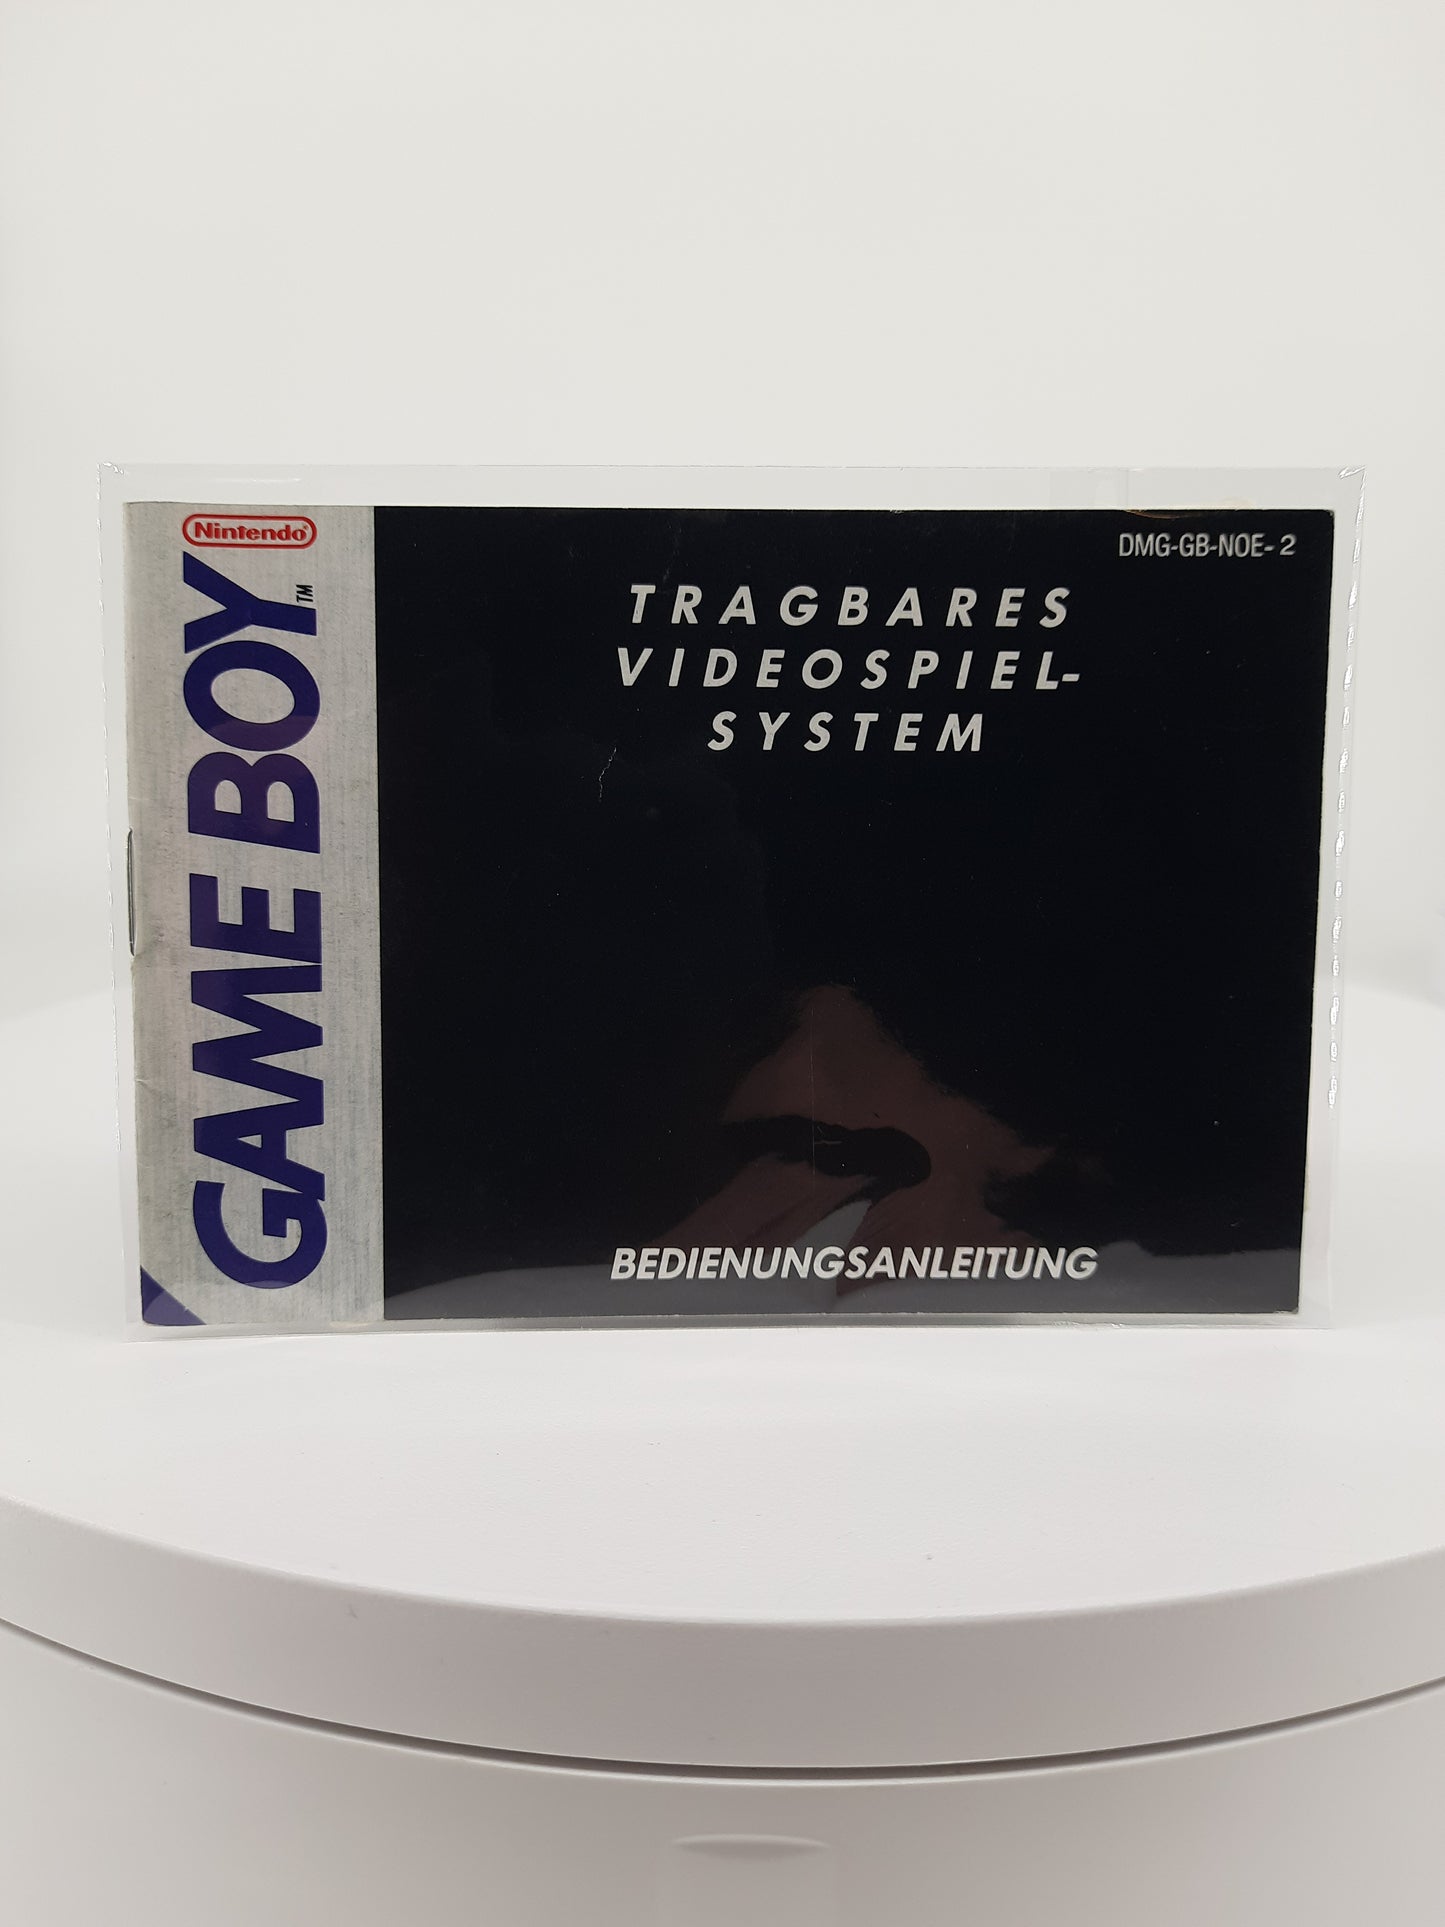 Nintendo®
GAME BOY™
DMG-GB-NOE-2
TRAGBARES
VIDEOSPIEL-
SYSTEM
BEDIENUNGSANLEITUNG